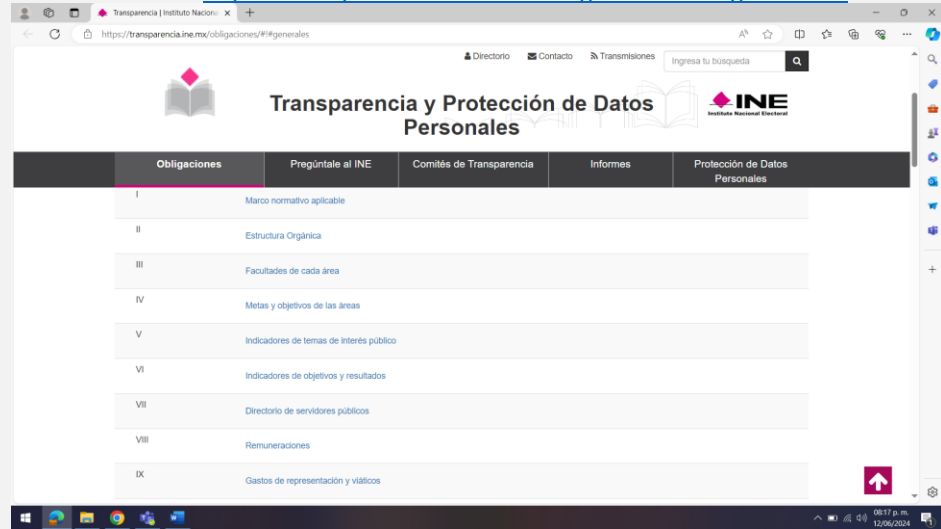 Transparencia | Instituto Naciona
https://transparencia.ine.mx/obligaciones/#!#generales
Directorio Contacto Transmisiones Ingresa tu búsqueda
Transparencia y Protección de Datos
Personales
INE
Instituto Nacional Electoral
Obligaciones Pregúntale al INE Comités de Transparencia Informes Protección de Datos
Personales
I Marco normativo aplicable
II Estructura Orgánica
III Facultades de cada área
IV Metas y objetivos de las áreas
V Indicadores de temas de interés público
VI Indicadores de objetivos y resultados
VII Directorio de servidores públicos
VIII Remuneraciones
IX Gastos de representación y viáticos
08:17 p. m.
12/06/2024